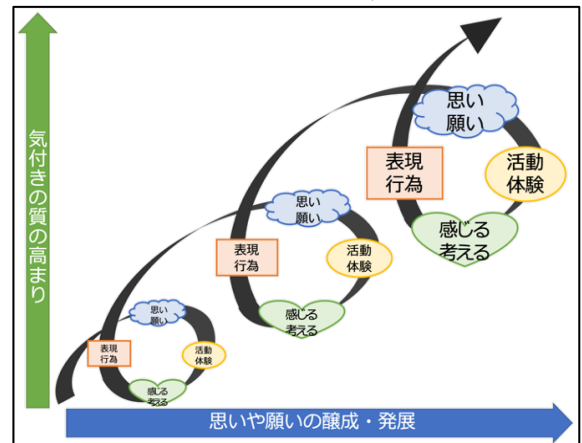 気付きの質の高まり
思い
願い
表現
行為
活動
体験
感じる
考える
思い
願い
表現
行為
活動
体験
感じる
考える
思い
願い
表現
行為
活動
体験
感じる
考える
思いや願いの醸成・発展